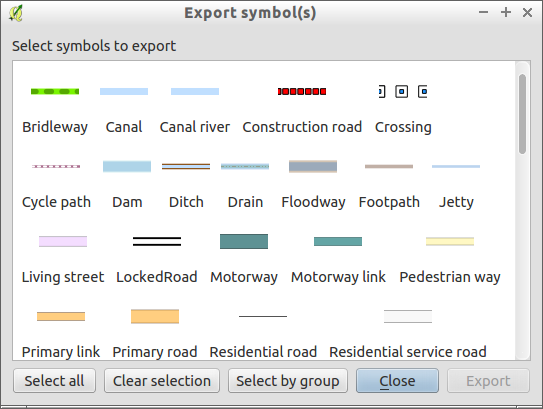 Export symbol(s)
Select symbols to export
Bridleway Canal Canal river Construction road Crossing
Cycle path Dam Ditch Drain Floodway Footpath Jetty
Living street LockedRoad Motorway Motorway link Pedestrian way
Primary link Primary road Residential road Residential service road
Select all Clear selection Select by group Close Export